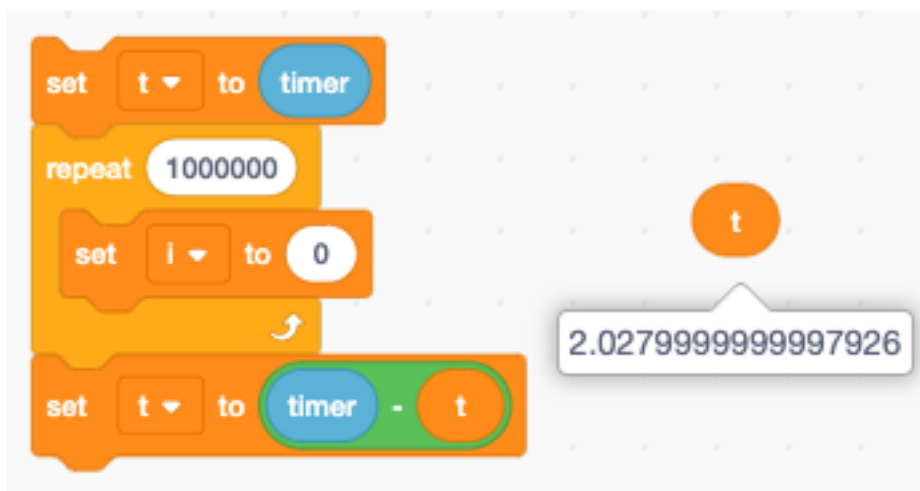 set t to timer
repeat 1000000
set i to 0
t
2.0279999999997926
set t to timer - t